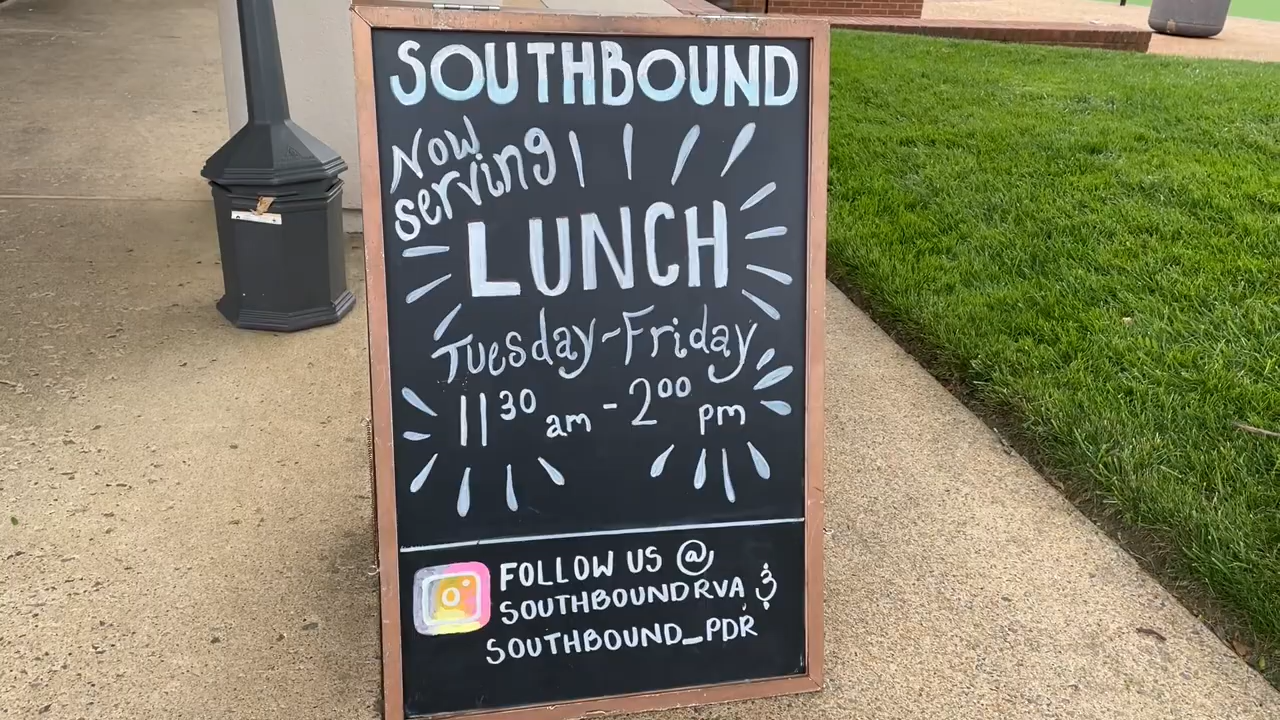 SOUTHBOUND
Now
serving
LUNCH
Tuesday~Friday
11 30 am - 2 00 pm
FOLLOW US @
SOUTHBOUNDRVA &
SOUTHBOUND_PDR